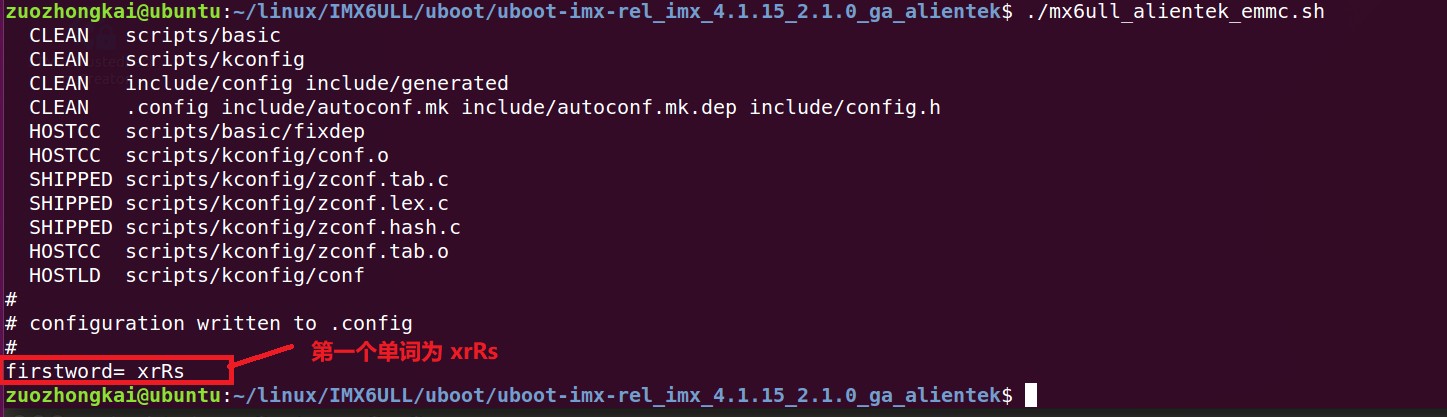 zuozhongkai@ubuntu:~/linux/IMX6ULL/uboot/uboot-imx-rel_imx_4.1.15_2.1.0_ga_alientek$ ./mx6ull_alientek_emmc.sh
CLEAN scripts/basic
CLEAN scripts/kconfig
CLEAN include/config include/generated
CLEAN .config include/autoconf.mk include/autoconf.mk.dep include/config.h
HOSTCC scripts/basic/fixdep
HOSTCC scripts/kconfig/conf.o
SHIPPED scripts/kconfig/zconf.tab.c
SHIPPED scripts/kconfig/zconf.lex.c
SHIPPED scripts/kconfig/zconf.hash.c
HOSTCC scripts/kconfig/zconf.tab.o
HOSTLD scripts/kconfig/conf
#
# configuration written to .config
#
第一个单词为 xrRs
firstword= xrRs
zuozhongkai@ubuntu:~/linux/IMX6ULL/uboot/uboot-imx-rel_imx_4.1.15_2.1.0_ga_alientek$